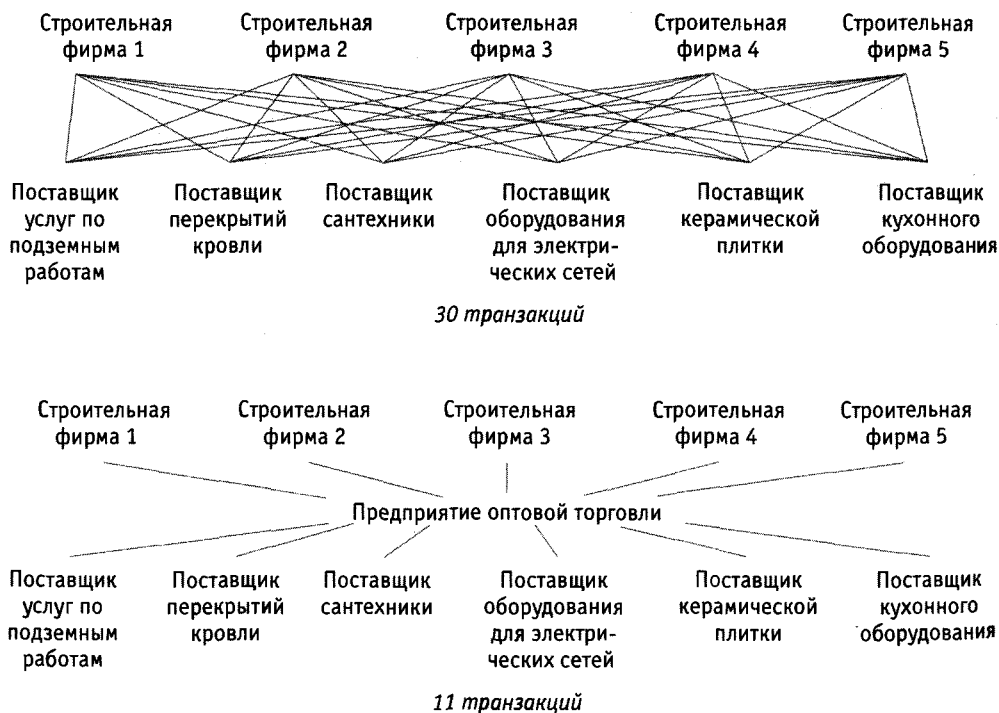 Строительная фирма 1
Строительная фирма 2
Строительная фирма 3
Строительная фирма 4
Строительная фирма 5
Поставщик
услуг по
подземным
работам
Поставщик
перекрытий
кровли
Поставщик
сантехники
Поставщик
оборудования
для электри-
ческих сетей
Поставщик
керамической
плитки
Поставщик
кухонного
оборудования
30 транзакций
Строительная
фирма 1
Строительная
фирма 2
Строительная
фирма 3
Строительная
фирма 4
Строительная
фирма 5
Предприятие оптовой торговли
Поставщик
услуг по
подземным
работам
Поставщик
перекрытий
кровли
Поставщик
сантехники
Поставщик
оборудования
для электри-
ческих сетей
Поставщик
керамической
плитки
Поставщик
кухонного
оборудования
11 транзакций